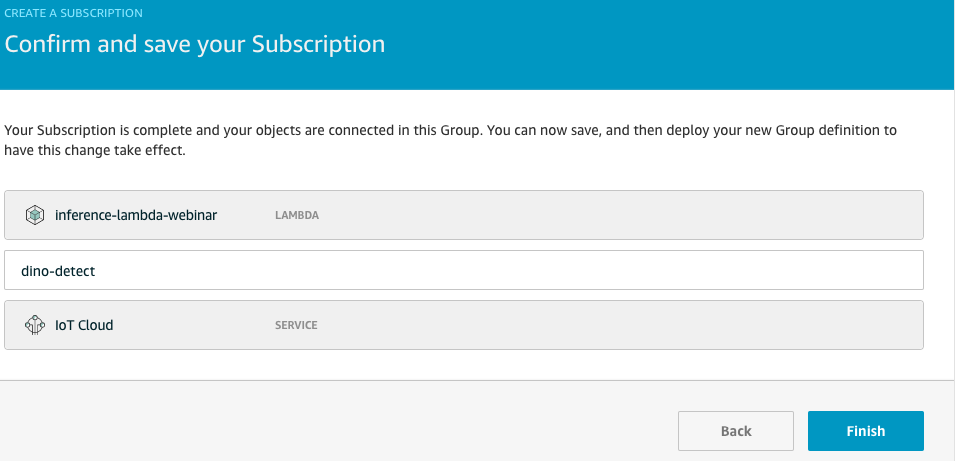 CREATE A SUBSCRIPTION
Confirm and save your Subscription
Your Subscription is complete and your objects are connected in this Group. You can now save, and then deploy your new Group definition to
have this change take effect.
inference-lambda-webinar LAMBDA
dino-detect
IoT Cloud SERVICE
Back Finish